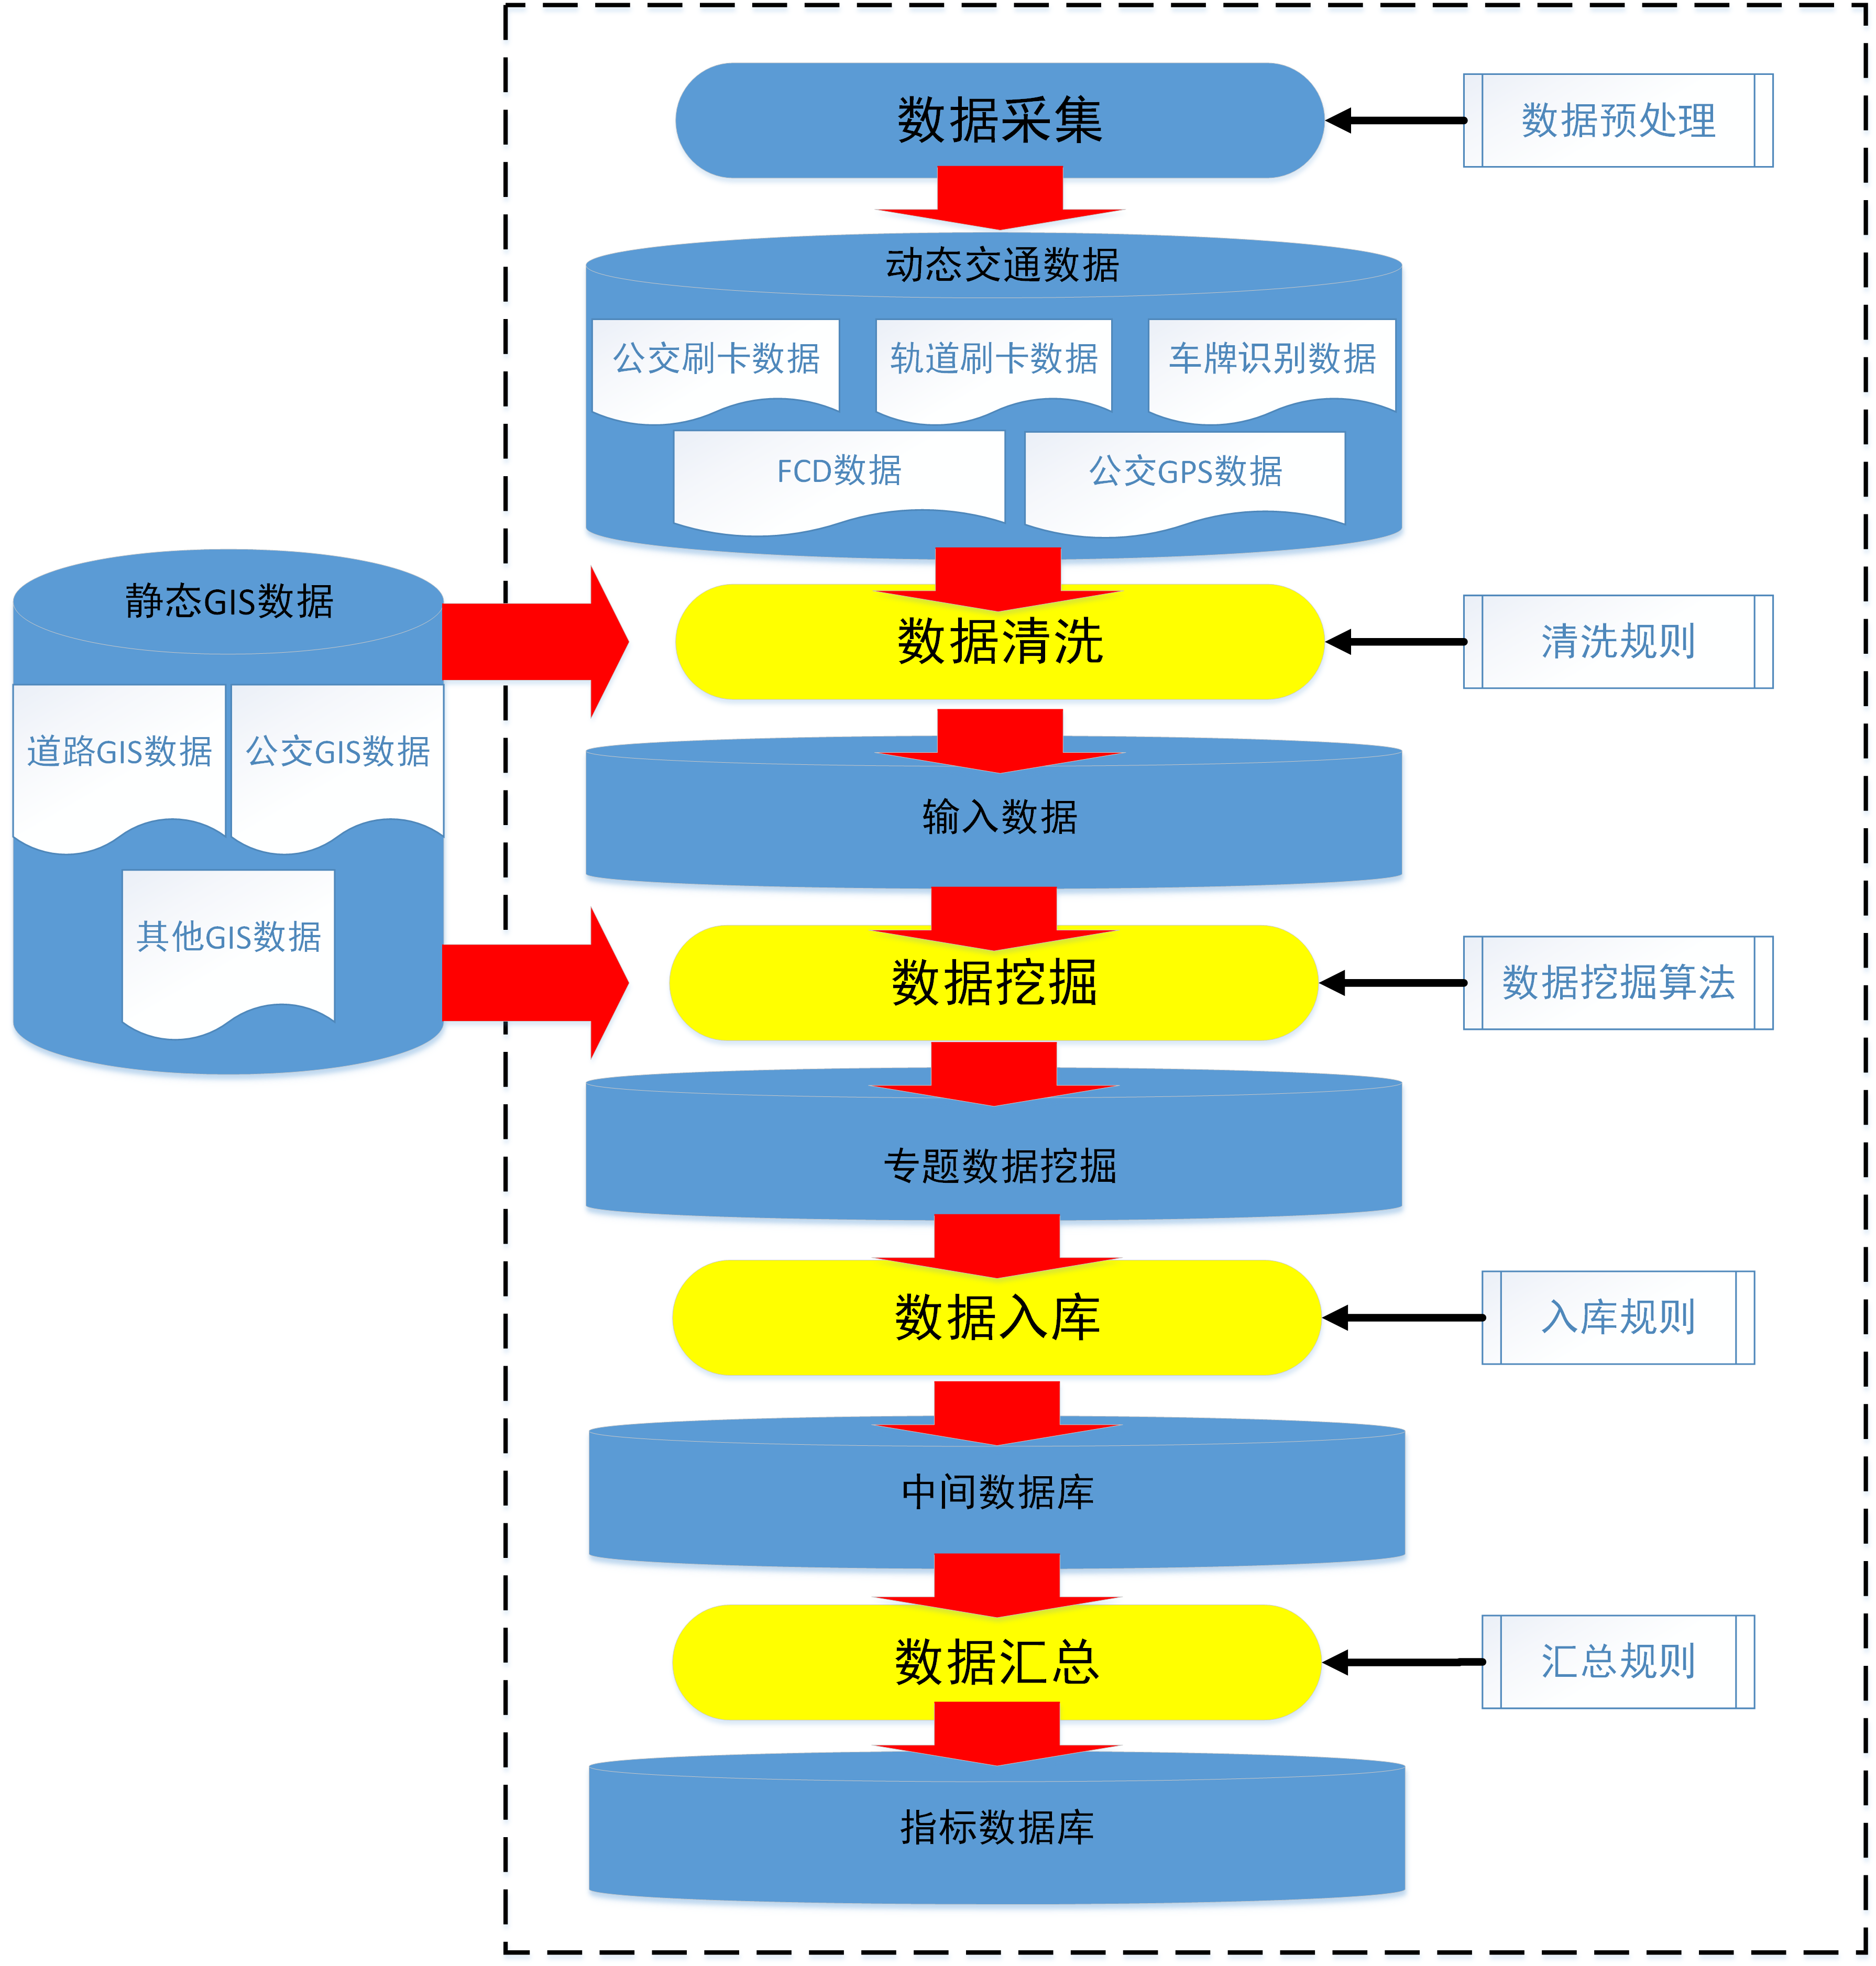 数据采集
数据预处理
动态交通数据
公交刷卡数据
轨道刷卡数据
车牌识别数据
FCD数据
公交GPS数据
静态GIS数据
道路GIS数据
公交GIS数据
其他GIS数据
数据清洗
清洗规则
输入数据
数据挖掘
数据挖掘算法
专题数据挖掘
数据入库
入库规则
中间数据库
数据汇总
汇总规则
指标数据库